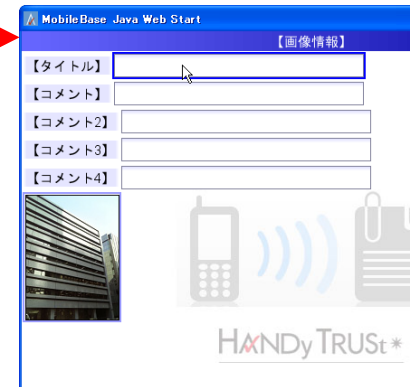 MobileBase Java Web Start
【画像情報】
【タイトル】
【コメント】
【コメント2】
【コメント3】
【コメント4】
HANDy TRUSt*